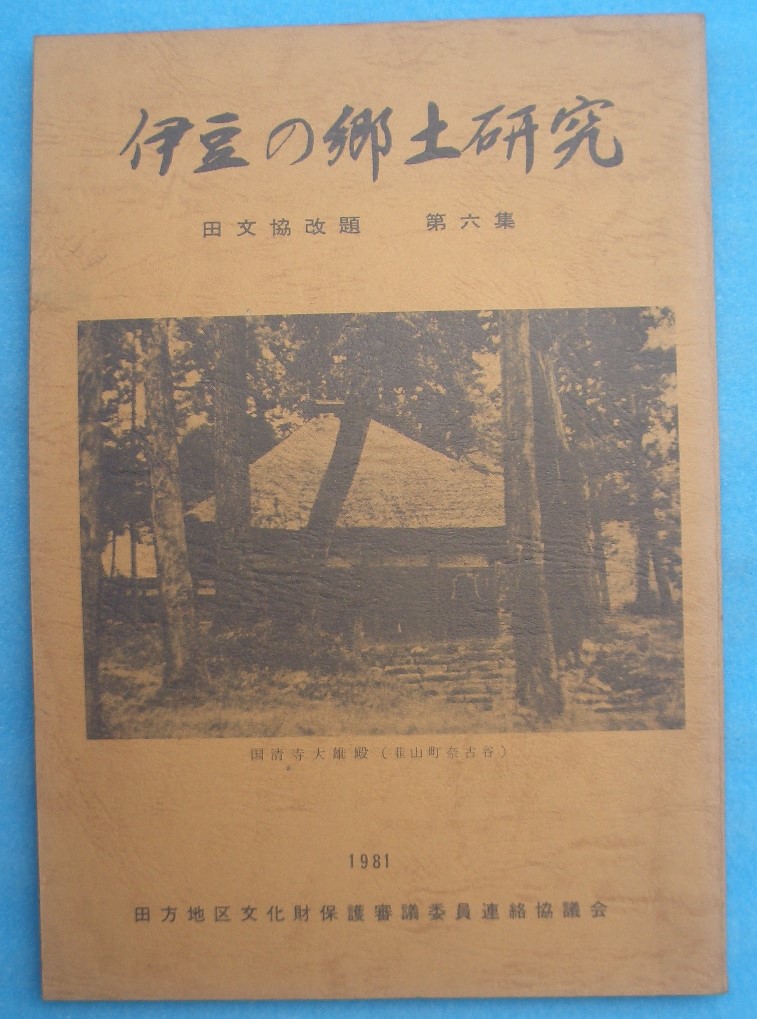 伊豆の郷土研究
田文協改題　第六集
国清寺大雄殿（韮山町奈古谷）
1981
田方地区文化財保護審議委員連絡協議会